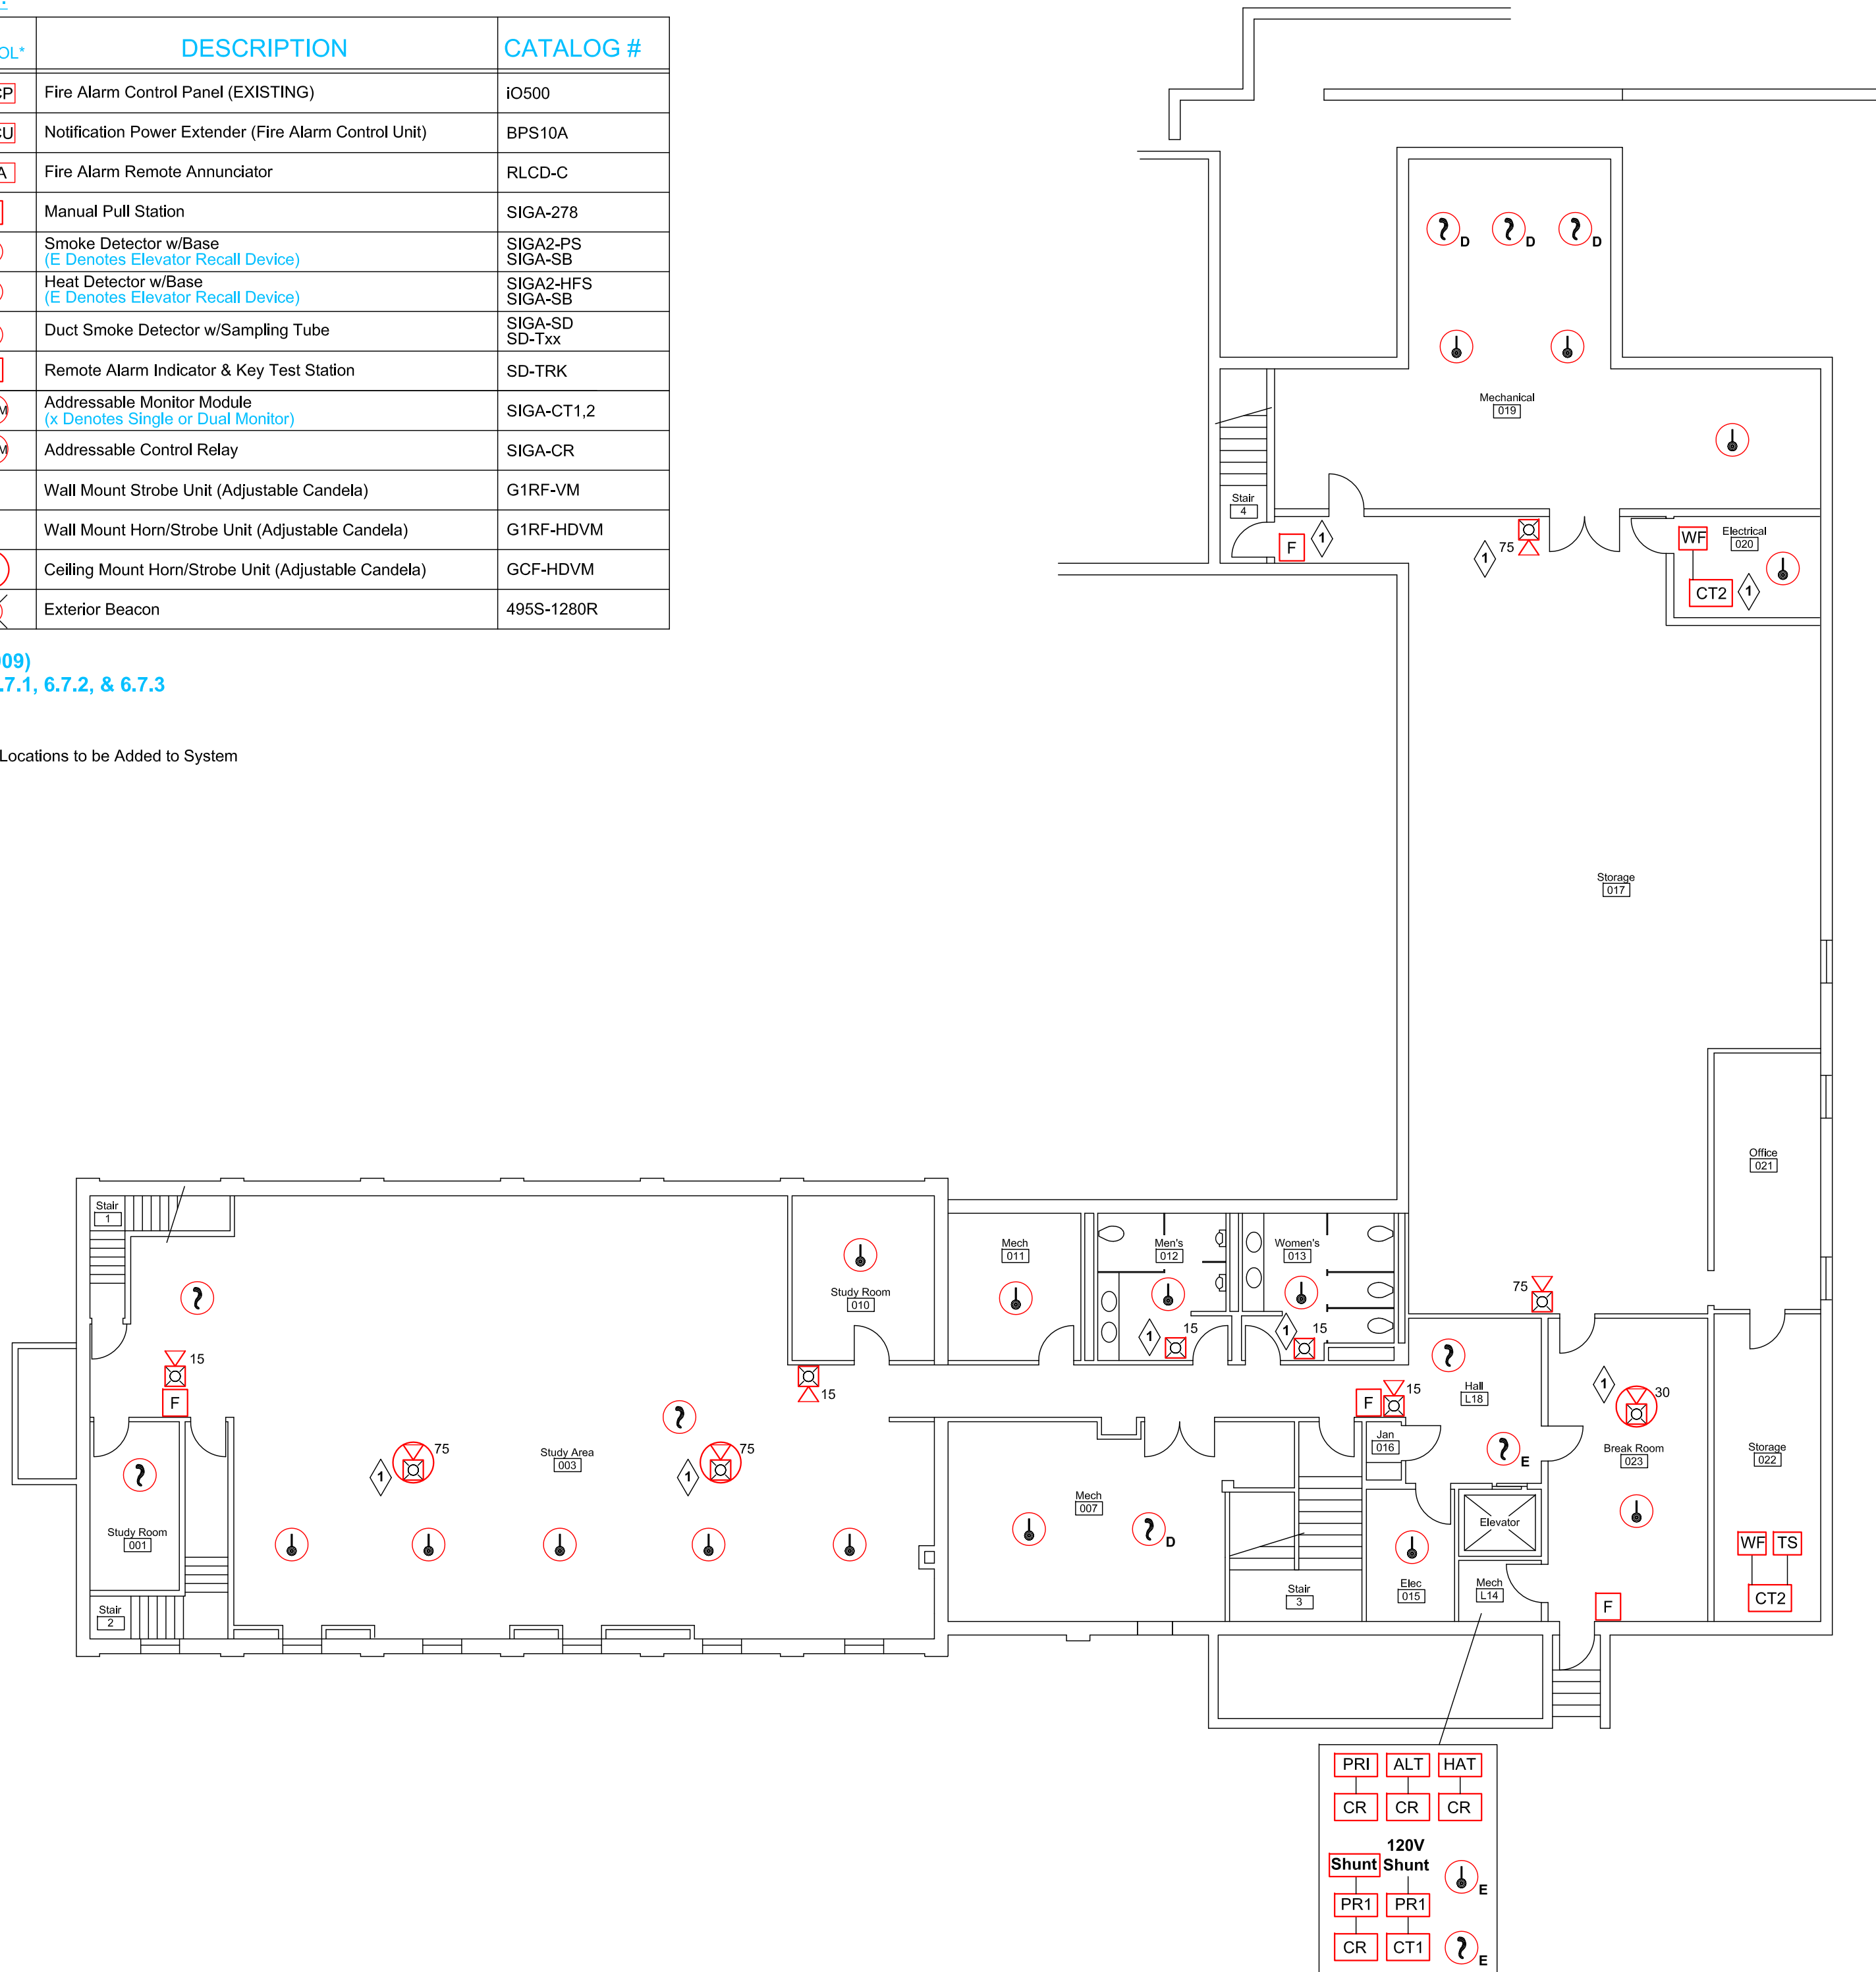 DESCRIPTION
CATALOG #
Fire Alarm Control Panel (EXISTING)
iO500
Notification Power Extender (Fire Alarm Control Unit)
BPS10A
Fire Alarm Remote Annunciator
RLCD-C
Manual Pull Station
SIGA-278
Smoke Detector w/Base
(E Denotes Elevator Recall Device)
SIGA2-PS
SIGA-SB
Heat Detector w/Base
(E Denotes Elevator Recall Device)
SIGA2-HFS
SIGA-SB
Duct Smoke Detector w/Sampling Tube
SIGA-SD
SD-Txx
Remote Alarm Indicator & Key Test Station
SD-TRK
Addressable Monitor Module
(x Denotes Single or Dual Monitor)
SIGA-CT1,2
Addressable Control Relay
SIGA-CR
Wall Mount Strobe Unit (Adjustable Candela)
G1RF-VM
Wall Mount Horn/Strobe Unit (Adjustable Candela)
G1RF-HDVM
Ceiling Mount Horn/Strobe Unit (Adjustable Candela)
GCF-HDVM
Exterior Beacon
495S-1280R
09)
.7.1, 6.7.2, & 6.7.3
Locations to be Added to System
D
D
D
Mechanical
019
Stair
4
F
1
1
75
WF
Electrical
020
CT2
1
Storage
017
Office
021
Stair
1
Study Room
010
Mech
011
Men's
012
Women's
013
75
1
15
1
15
15
F
15
F
15
Hall
L18
1
30
Jan
016
Break Room
023
Storage
022
E
1
75
Study Area
003
1
75
Study Room
001
Mech
007
D
Elevator
WF
TS
CT2
Stair
2
Stair
3
Elec
015
Mech
L14
F
PRI
ALT
HAT
CR
CR
CR
120V
Shunt
Shunt
E
PR1
PR1
CR
CT1
E